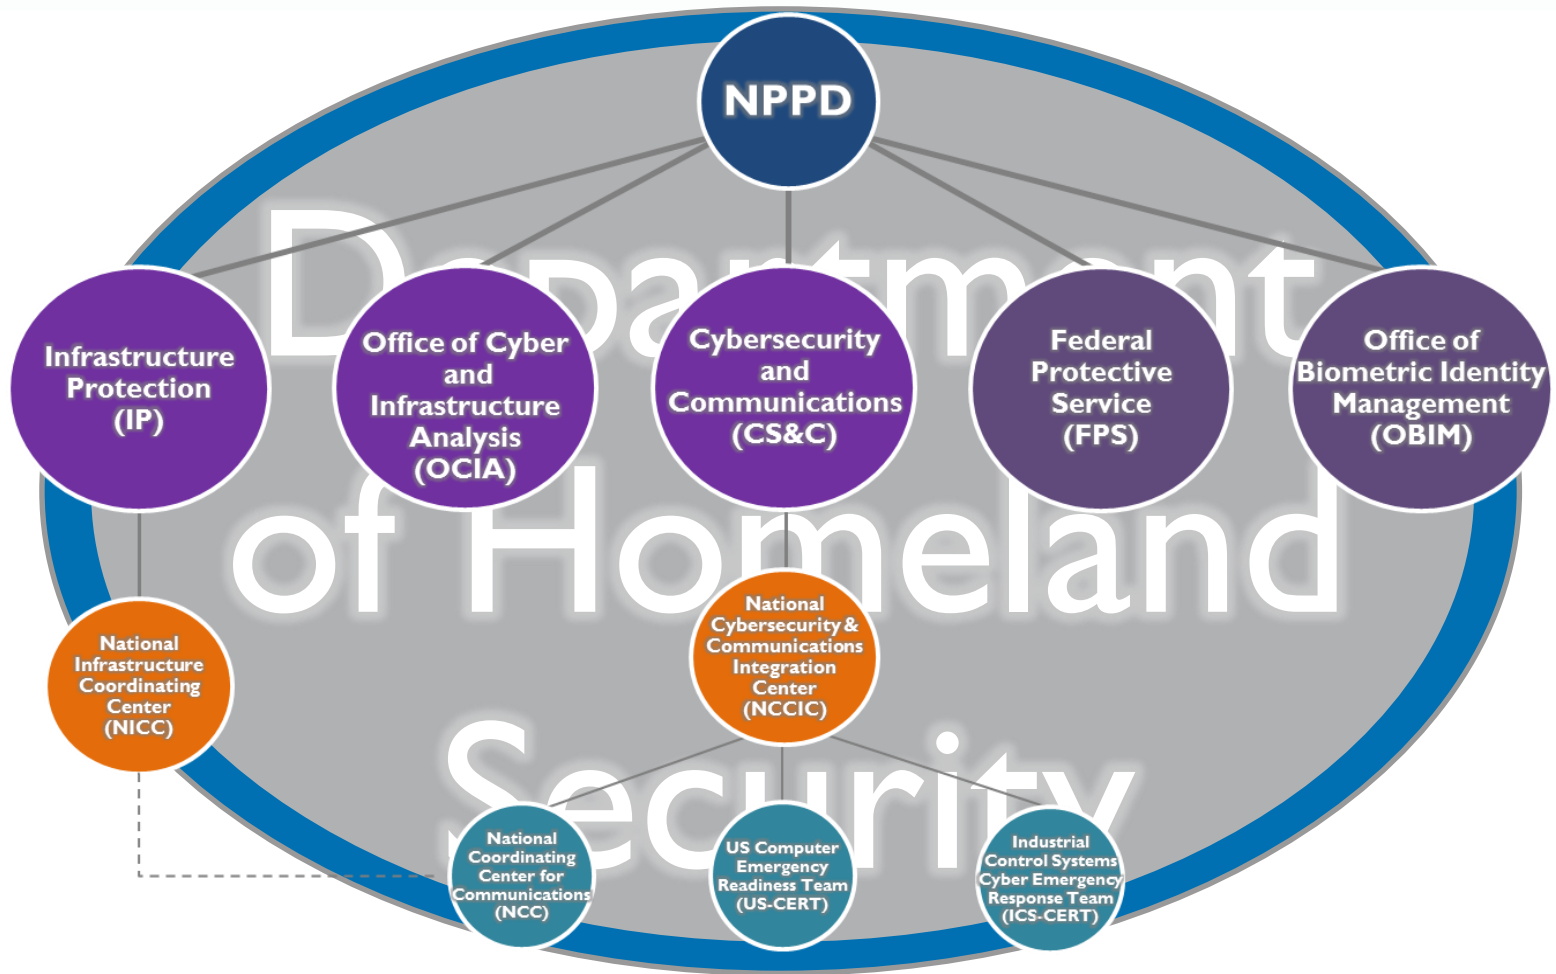 NPPD
Department
of Homeland
Security
Infrastructure
Protection
(IP)
Office of Cyber
and
Infrastructure
Analysis
(OCIA)
Cybersecurity
and
Communications
(CS&C)
Federal
Protective
Service
(FPS)
Office of
Biometric Identity
Management
(OBIM)
National
Infrastructure
Coordinating
Center
(NICC)
National
Cybersecurity &
Communications
Integration
Center
(NCCIC)
National
Coordinating
Center for
Communications
(NCC)
US Computer
Emergency
Readiness Team
(US-CERT)
Industrial
Control Systems
Cyber Emergency
Response Team
(ICS-CERT)